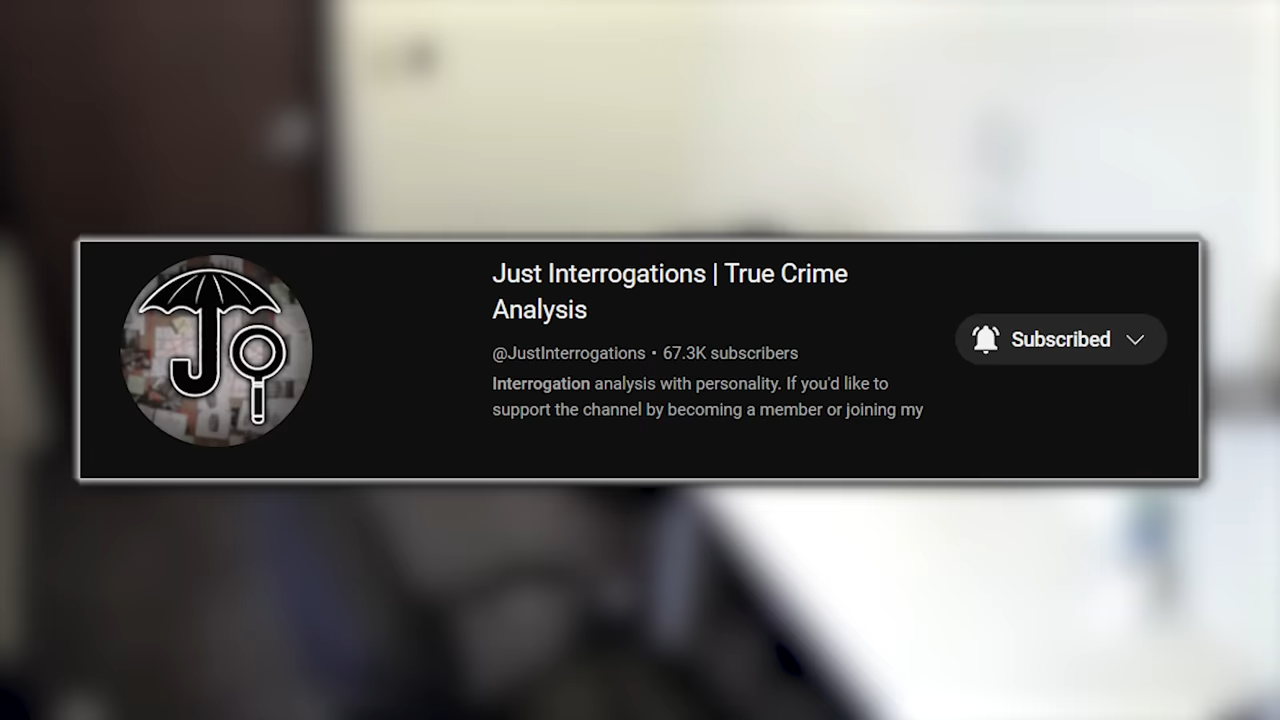 Just Interrogations | True Crime
Analysis
@JustInterrogations • 67.3K subscribers
Interrogation analysis with personality. If you'd like to
support the channel by becoming a member or joining my
Subscribed